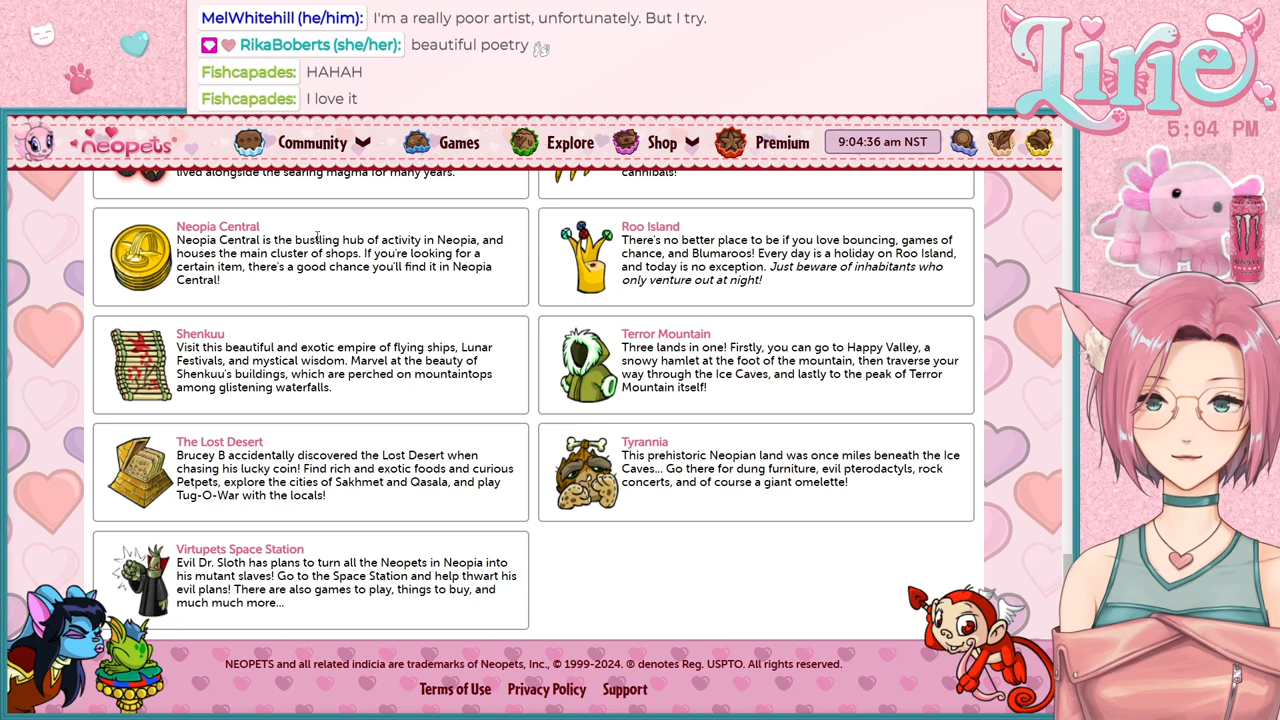 MelWhitehill (he/him): I'm a really poor artist, unfortunately. But I try.
RikaBoberts (she/her): beautiful poetry
Fishcapades: HAHAH
Fishcapades: I love it
Lirie
5:04 PM
neopets
Community
Games
Explore
Shop
Premium
9:04:36 am NST
lived alongside the searing magma for many years.
cannibals!
Neopia Central
Neopia Central is the bustling hub of activity in Neopia, and
houses the main cluster of shops. If you're looking for a
certain item, there's a good chance you'll find it in Neopia
Central!
Roo Island
There's no better place to be if you love bouncing, games of
chance, and Blumaroos! Every day is a holiday on Roo Island,
and today is no exception. Just beware of inhabitants who
only venture out at night!
Shenkuu
Visit this beautiful and exotic empire of flying ships, Lunar
Festivals, and mystical wisdom. Marvel at the beauty of
Shenkuu's buildings, which are perched on mountaintops
among glistening waterfalls.
Terror Mountain
Three lands in one! Firstly, you can go to Happy Valley, a
snowy hamlet at the foot of the mountain, then traverse your
way through the Ice Caves, and lastly to the peak of Terror
Mountain itself!
The Lost Desert
Brucey B accidentally discovered the Lost Desert when
chasing his lucky coin! Find rich and exotic foods and curious
Petpets, explore the cities of Sakhmet and Qasala, and play
Tug-O-War with the locals!
Tyrannia
This prehistoric Neopian land was once miles beneath the Ice
Caves... Go there for dung furniture, evil pterodactyls, rock
concerts, and of course a giant omelette!
Virtupets Space Station
Evil Dr. Sloth has plans to turn all the Neopets in Neopia into
his mutant slaves! Go to the Space Station and help thwart his
evil plans! There are also games to play, things to buy, and
much much more...
NEOPETS and all related indicia are trademarks of Neopets, Inc., © 1999-2024. ® denotes Reg. USPTO. All rights reserved.
Terms of Use
Privacy Policy
Support